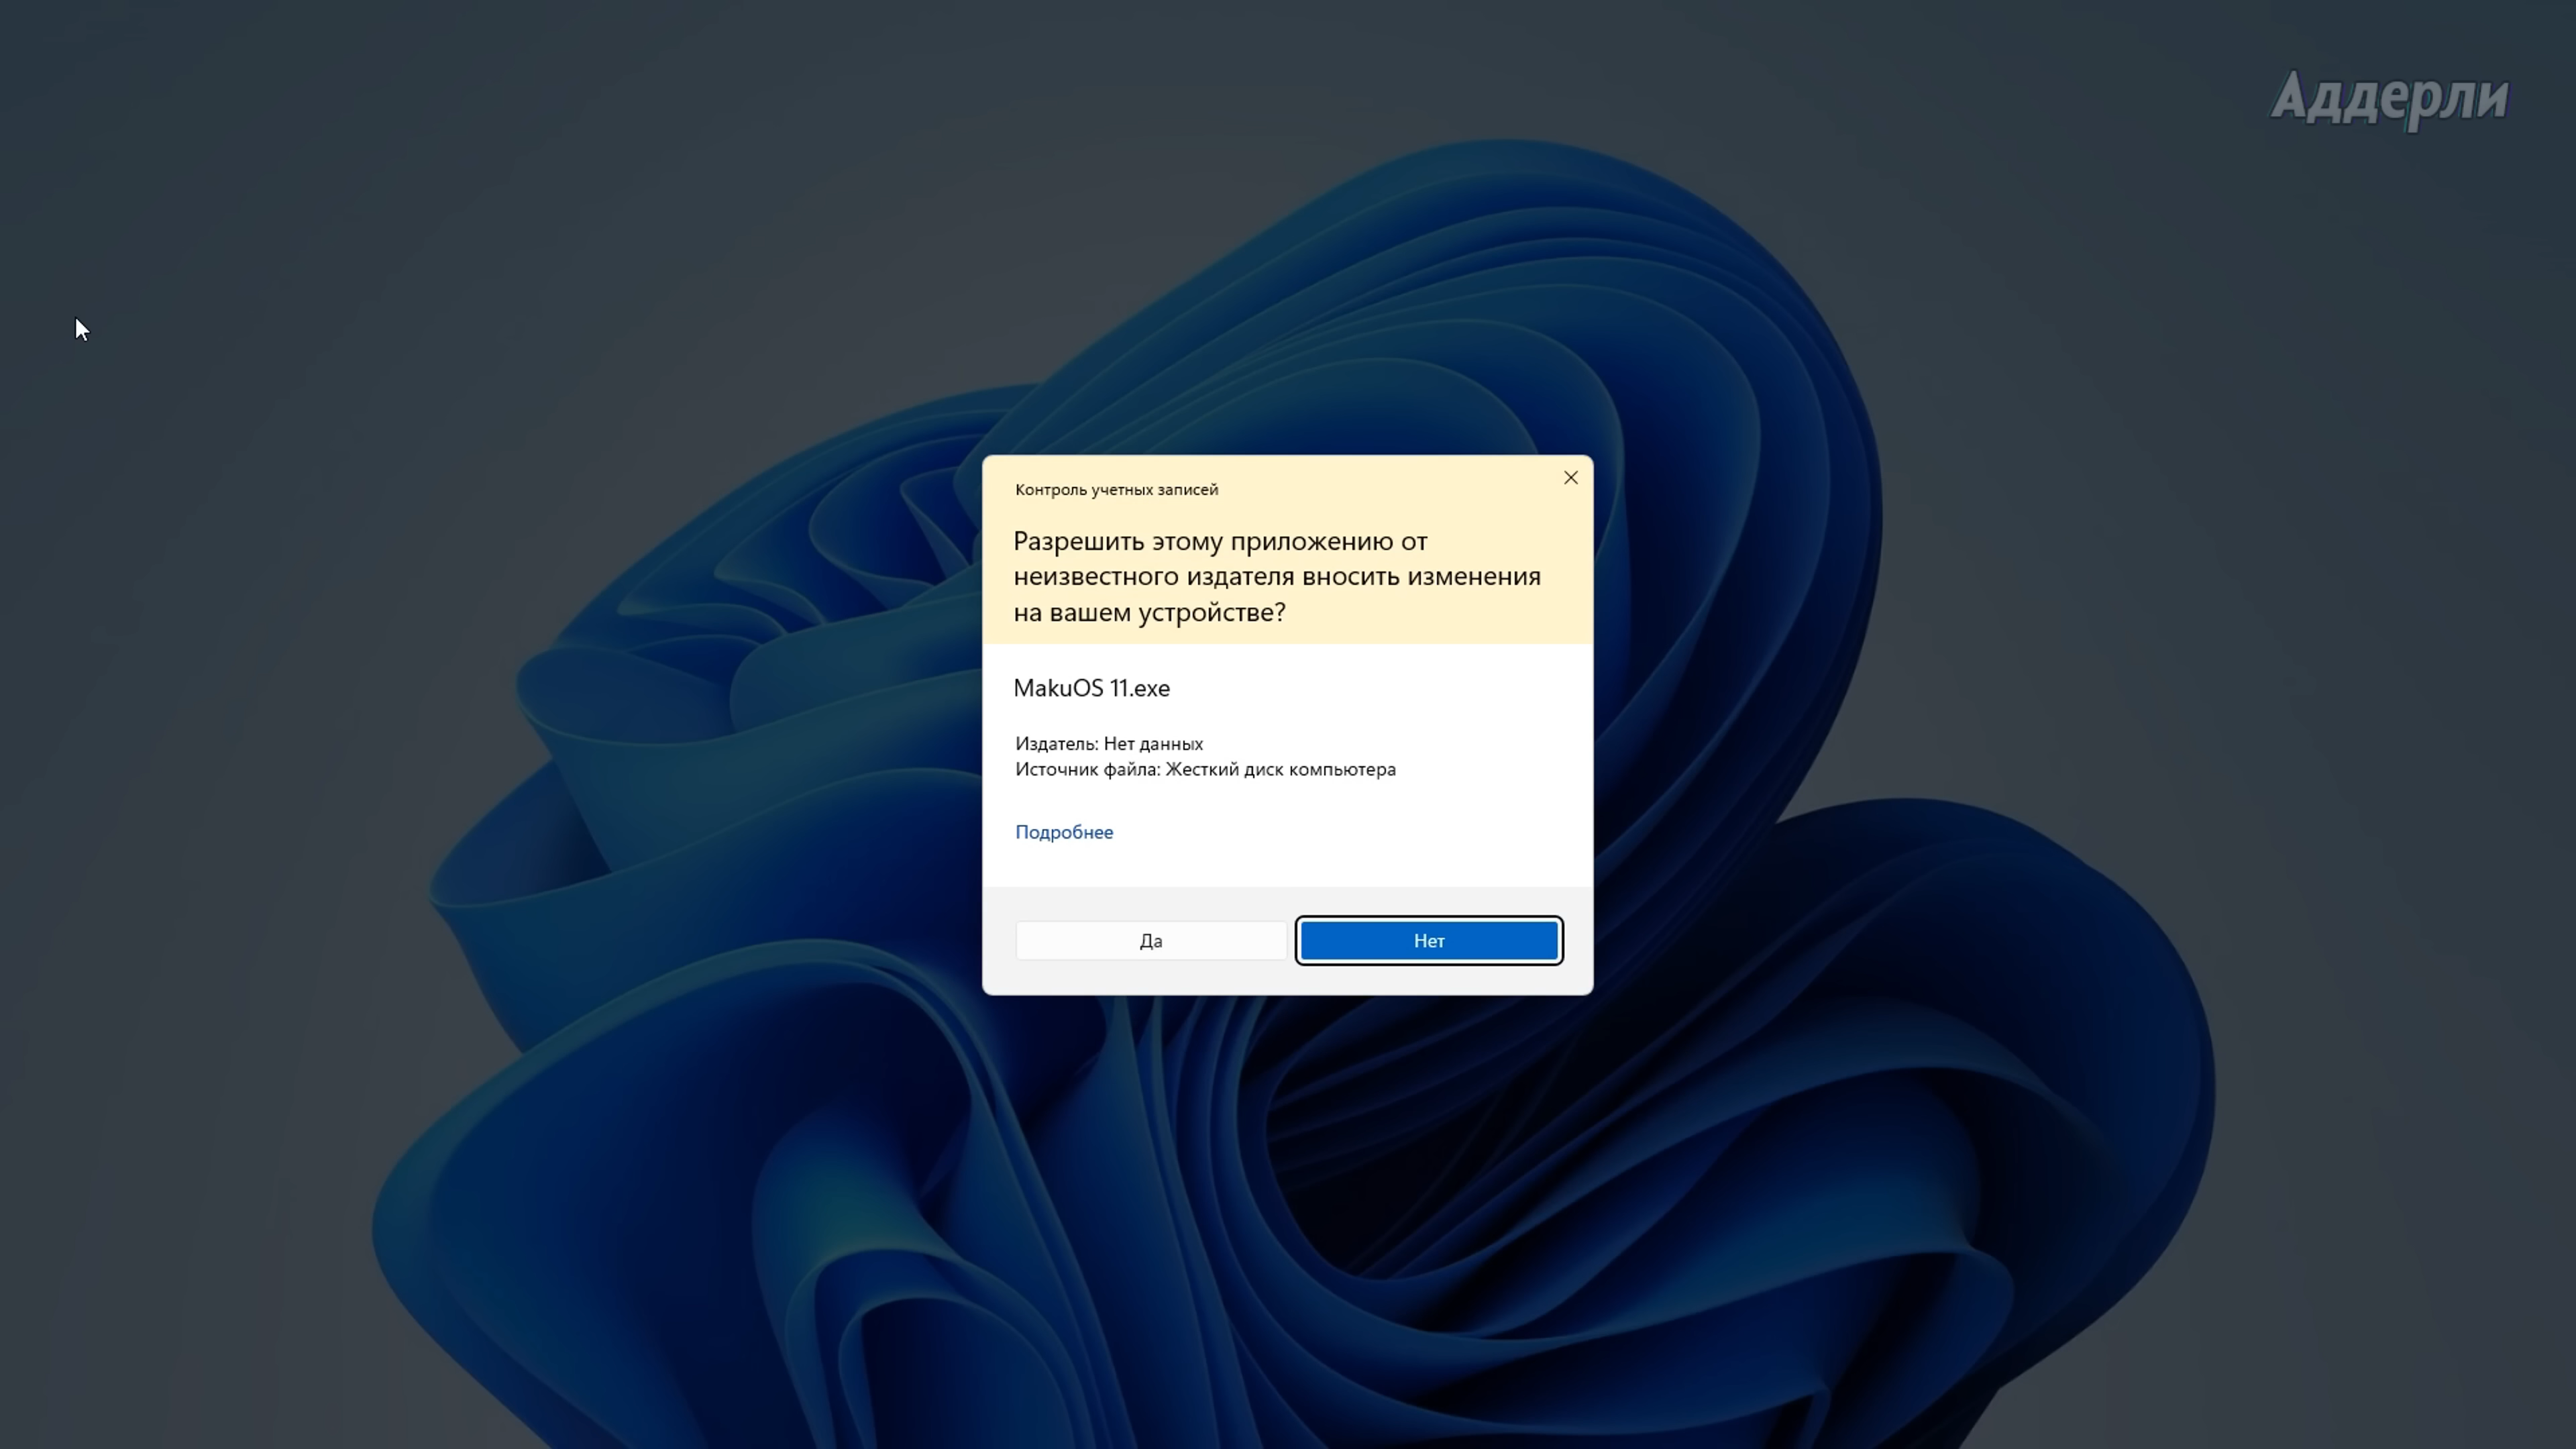 Аддерли
Контроль учетных записей
Разрешить этому приложению от
неизвестного издателя вносить изменения
на вашем устройстве?
MakuOS 11.exe
Издатель: Нет данных
Источник файла: Жесткий диск компьютера
Подробнее
Да
Нет